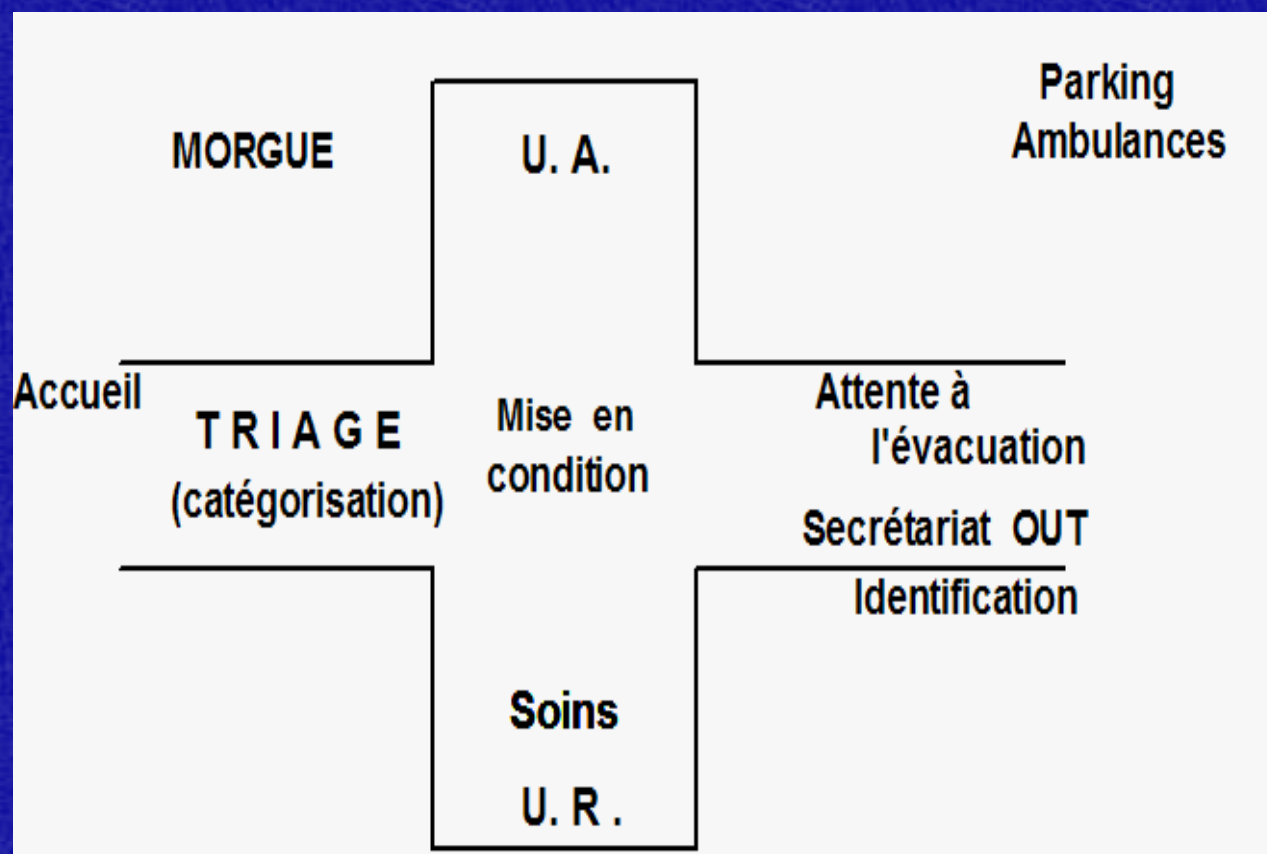 Parking
Ambulances
MORGUE
U. A.
Accueil
T R I A G E
(catégorisation)
Mise en
condition
Attente à
l'évacuation
Secrétariat OUT
Identification
Soins
U. R .